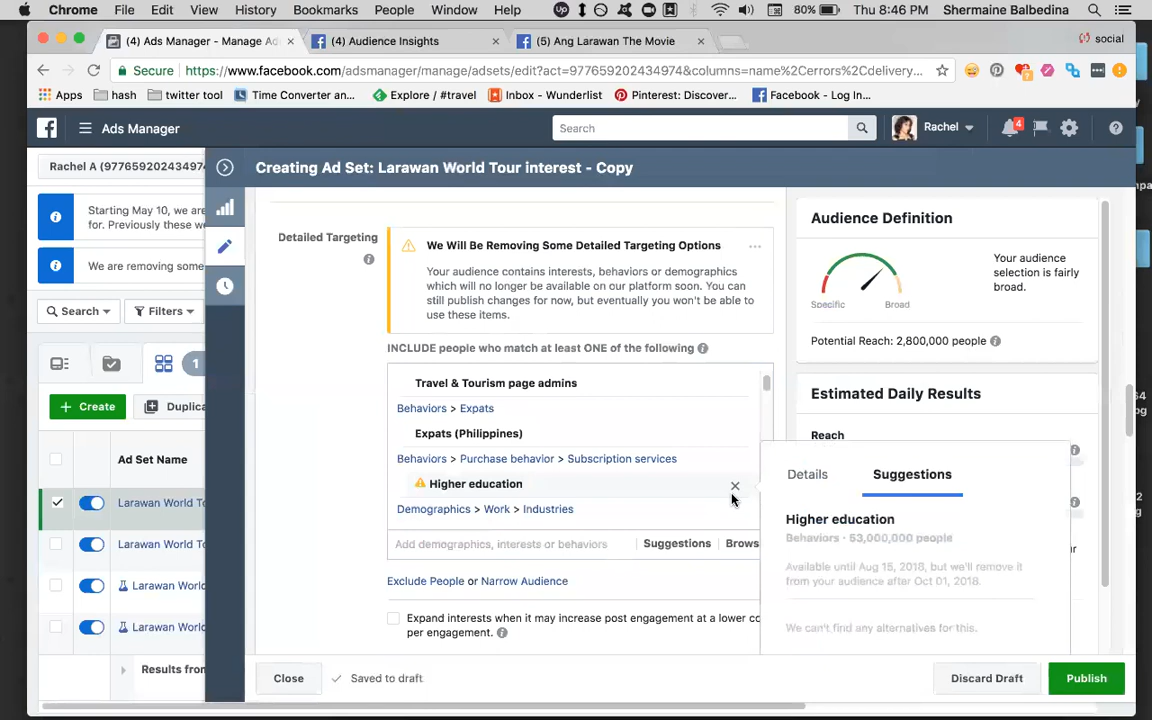 Chrome File Edit View History Bookmarks People Window Help 80% Thu 8:46 PM Shermaine Balbedina
(4) Ads Manager - Manage Ad (4) Audience Insights (5) Ang Larawan The Movie social
Secure https://www.facebook.com/adsmanager/manage/adsets/edit?act=977659202434974&columns=name%2Cerrors%2Cdelivery...
Apps hash twitter tool Time Converter an... Explore / #travel Inbox - Wunderlist Pinterest: Discover... Facebook - Log In...
Ads Manager Search Rachel 4
Rachel A (977659202434974 Creating Ad Set: Larawan World Tour interest - Copy
Starting May 10, we are
for. Previously these we
We are removing some
Search Filters
1
+ Create Duplica
Ad Set Name
Larawan World To
Larawan World To
Larawan World
Larawan World
Results from
Detailed Targeting
We Will Be Removing Some Detailed Targeting Options
Your audience contains interests, behaviors or demographics
which will no longer be available on our platform soon. You can
still publish changes for now, but eventually you won't be able to
use these items.
INCLUDE people who match at least ONE of the following
Travel & Tourism page admins
Behaviors > Expats
Expats (Philippines)
Behaviors > Purchase behavior > Subscription services
Higher education
Demographics > Work > Industries
Add demographics, interests or behaviors Suggestions Brows
Exclude People or Narrow Audience
Expand interests when it may increase post engagement at a lower co
per engagement.
Audience Definition
Your audience
selection is fairly
broad.
Specific Broad
Potential Reach: 2,800,000 people
Estimated Daily Results
Reach
Details Suggestions
Higher education
Behaviors · 53,000,000 people
Available until Aug 15, 2018, but we'll remove it
from your audience after Oct 01, 2018.
We can't find any alternatives for this.
Close Saved to draft Discard Draft Publish